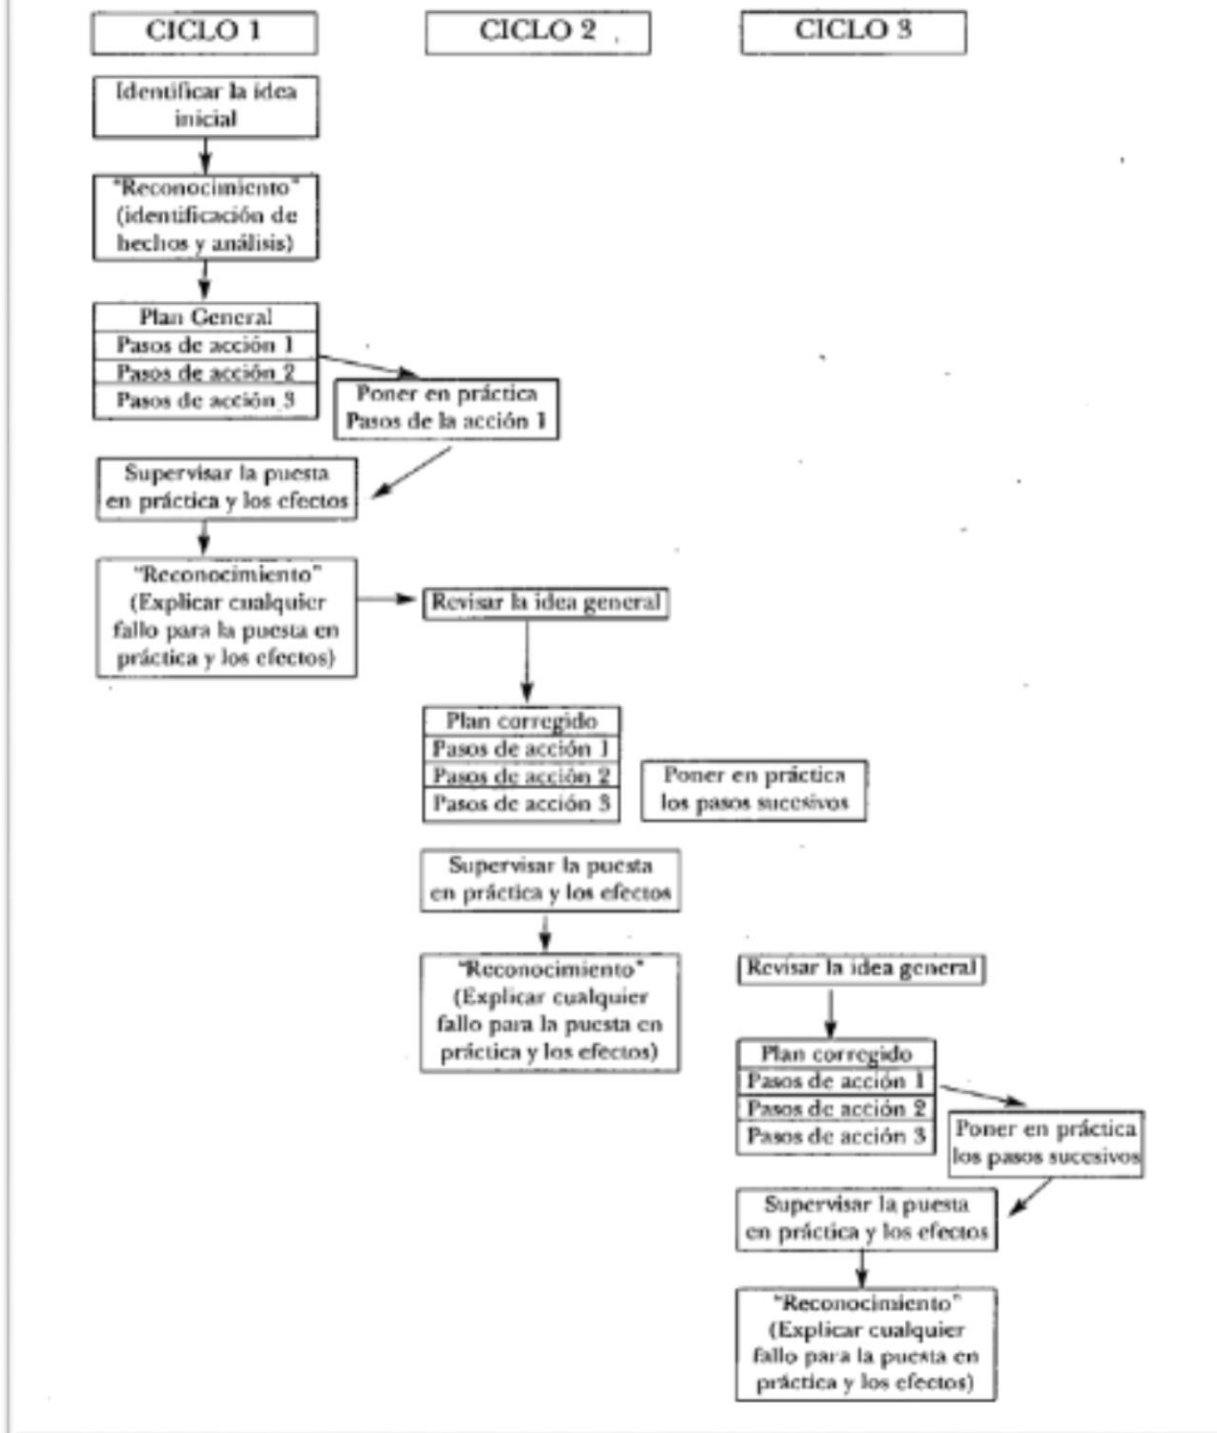 CICLO 1
CICLO 2
CICLO 3
Identificar la idea
inicial
"Reconocimiento"
(identificación de
hechos y análisis)
Plan General
Pasos de acción 1
Pasos de acción 2
Pasos de acción 3
Poner en práctica
Pasos de la acción 1
Supervisar la puesta
en práctica y los efectos
"Reconocimiento"
(Explicar cualquier
fallo para la puesta en
práctica y los efectos)
Revisar la idea general
Plan corregido
Pasos de acción 1
Pasos de acción 2
Pasos de acción 3
Poner en práctica
los pasos sucesivos
Supervisar la puesta
en práctica y los efectos
"Reconocimiento"
(Explicar cualquier
fallo para la puesta en
práctica y los efectos)
Revisar la idea general
Plan corregido
Pasos de acción 1
Pasos de acción 2
Pasos de acción 3
Poner en práctica
los pasos sucesivos
Supervisar la puesta
en práctica y los efectos
"Reconocimiento"
(Explicar cualquier
fallo para la puesta en
práctica y los efectos)